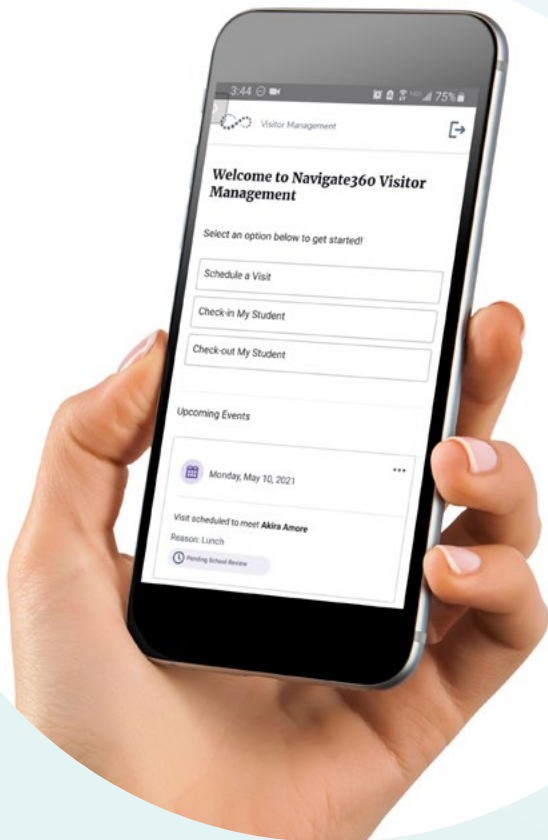 3:44 75%
Visitor Management
Welcome to Navigate360 Visitor
Management
Select an option below to get started!
Schedule a Visit
Check-in My Student
Check-out My Student
Upcoming Events
Monday, May 10, 2021
Visit scheduled to meet Akira Amore
Reason: Lunch
Pending School Review